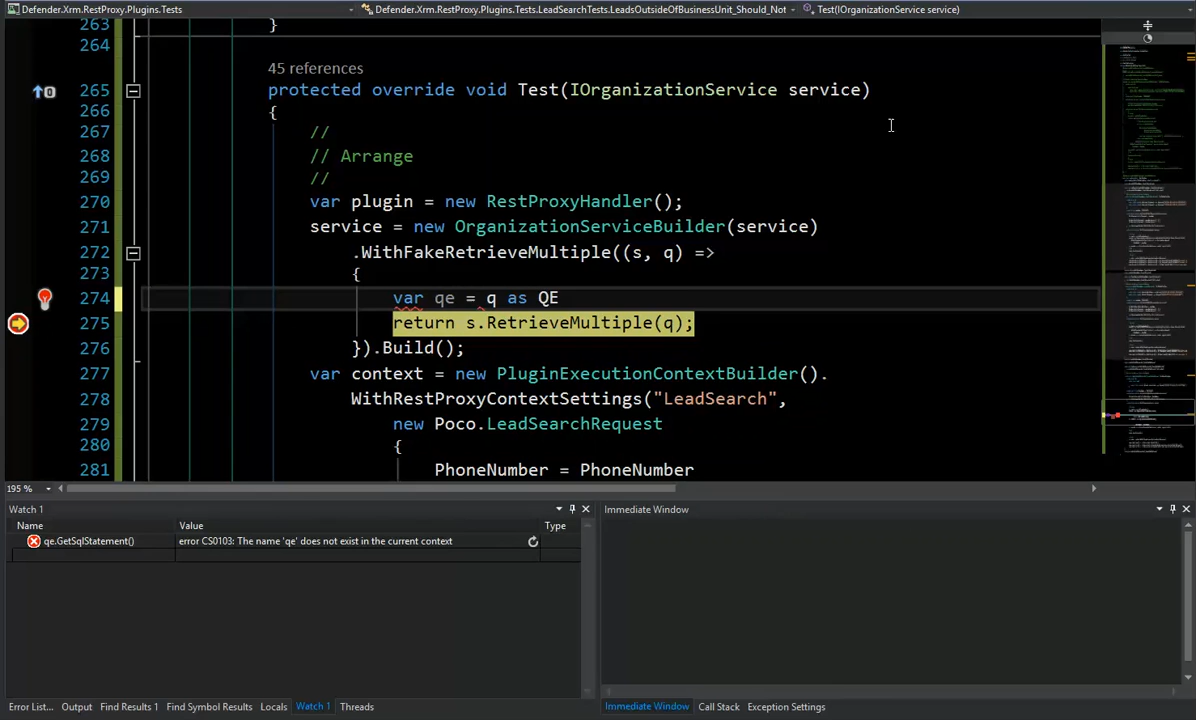 Defender.Xrm.RestProxy.Plugins.Tests Defender.Xrm.RestProxy.Plugins.Tests.LeadSearchTests.LeadsOutsideOfBusinessUnit_Should_Not Test(IOrganizationService service)
263 }
264
45 references
265 protected override void Test(IOrganizationService service)
266 {
267 //
268 // Arrange
269 //
270 var plugin = new RestProxyHandler();
271 service = new OrganizationServiceBuilder(service)
272 .WithFakeRetrieveMultiple((s, q) =>
273 {
274 var qe = q as QE
275 return s.RetrieveMultiple(q);
276 }).Build();
277 var context = new PluginExecutionContextBuilder().
278 WithRestProxyContextSettings("LeadSearch",
279 new Poco.LeadSearchRequest
280 {
281 PhoneNumber = PhoneNumber
195 %
Watch 1 Immediate Window
Name Value Type
qe.GetSqlStatement() error CS0103: The name 'qe' does not exist in the current context
Error List... Output Find Results 1 Find Symbol Results Locals Watch 1 Threads Immediate Window Call Stack Exception Settings